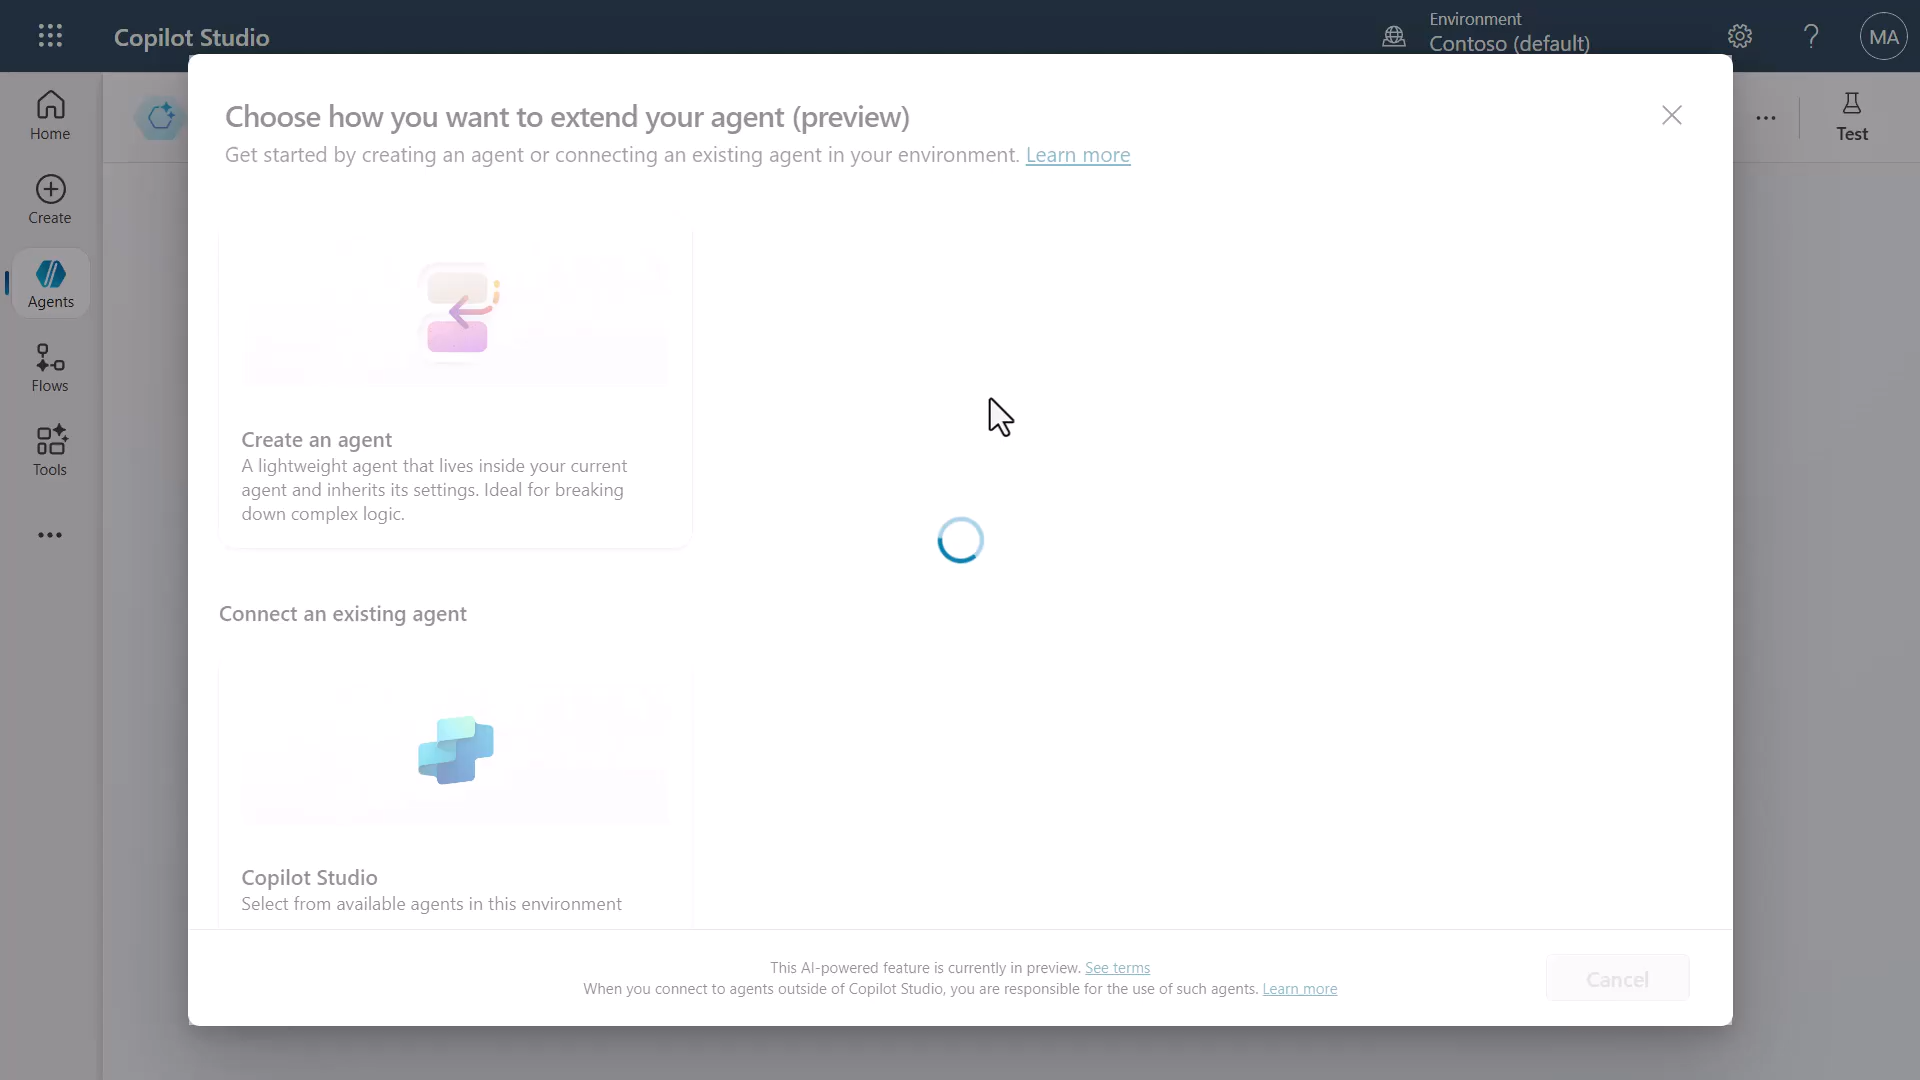 Copilot Studio
Environment
Contoso (default)
MA
Home
Create
Agents
Flows
Tools
Test
Choose how you want to extend your agent (preview)
Get started by creating an agent or connecting an existing agent in your environment. Learn more
Create an agent
A lightweight agent that lives inside your current
agent and inherits its settings. Ideal for breaking
down complex logic.
Connect an existing agent
Copilot Studio
Select from available agents in this environment
This AI-powered feature is currently in preview. See terms
When you connect to agents outside of Copilot Studio, you are responsible for the use of such agents. Learn more
Cancel